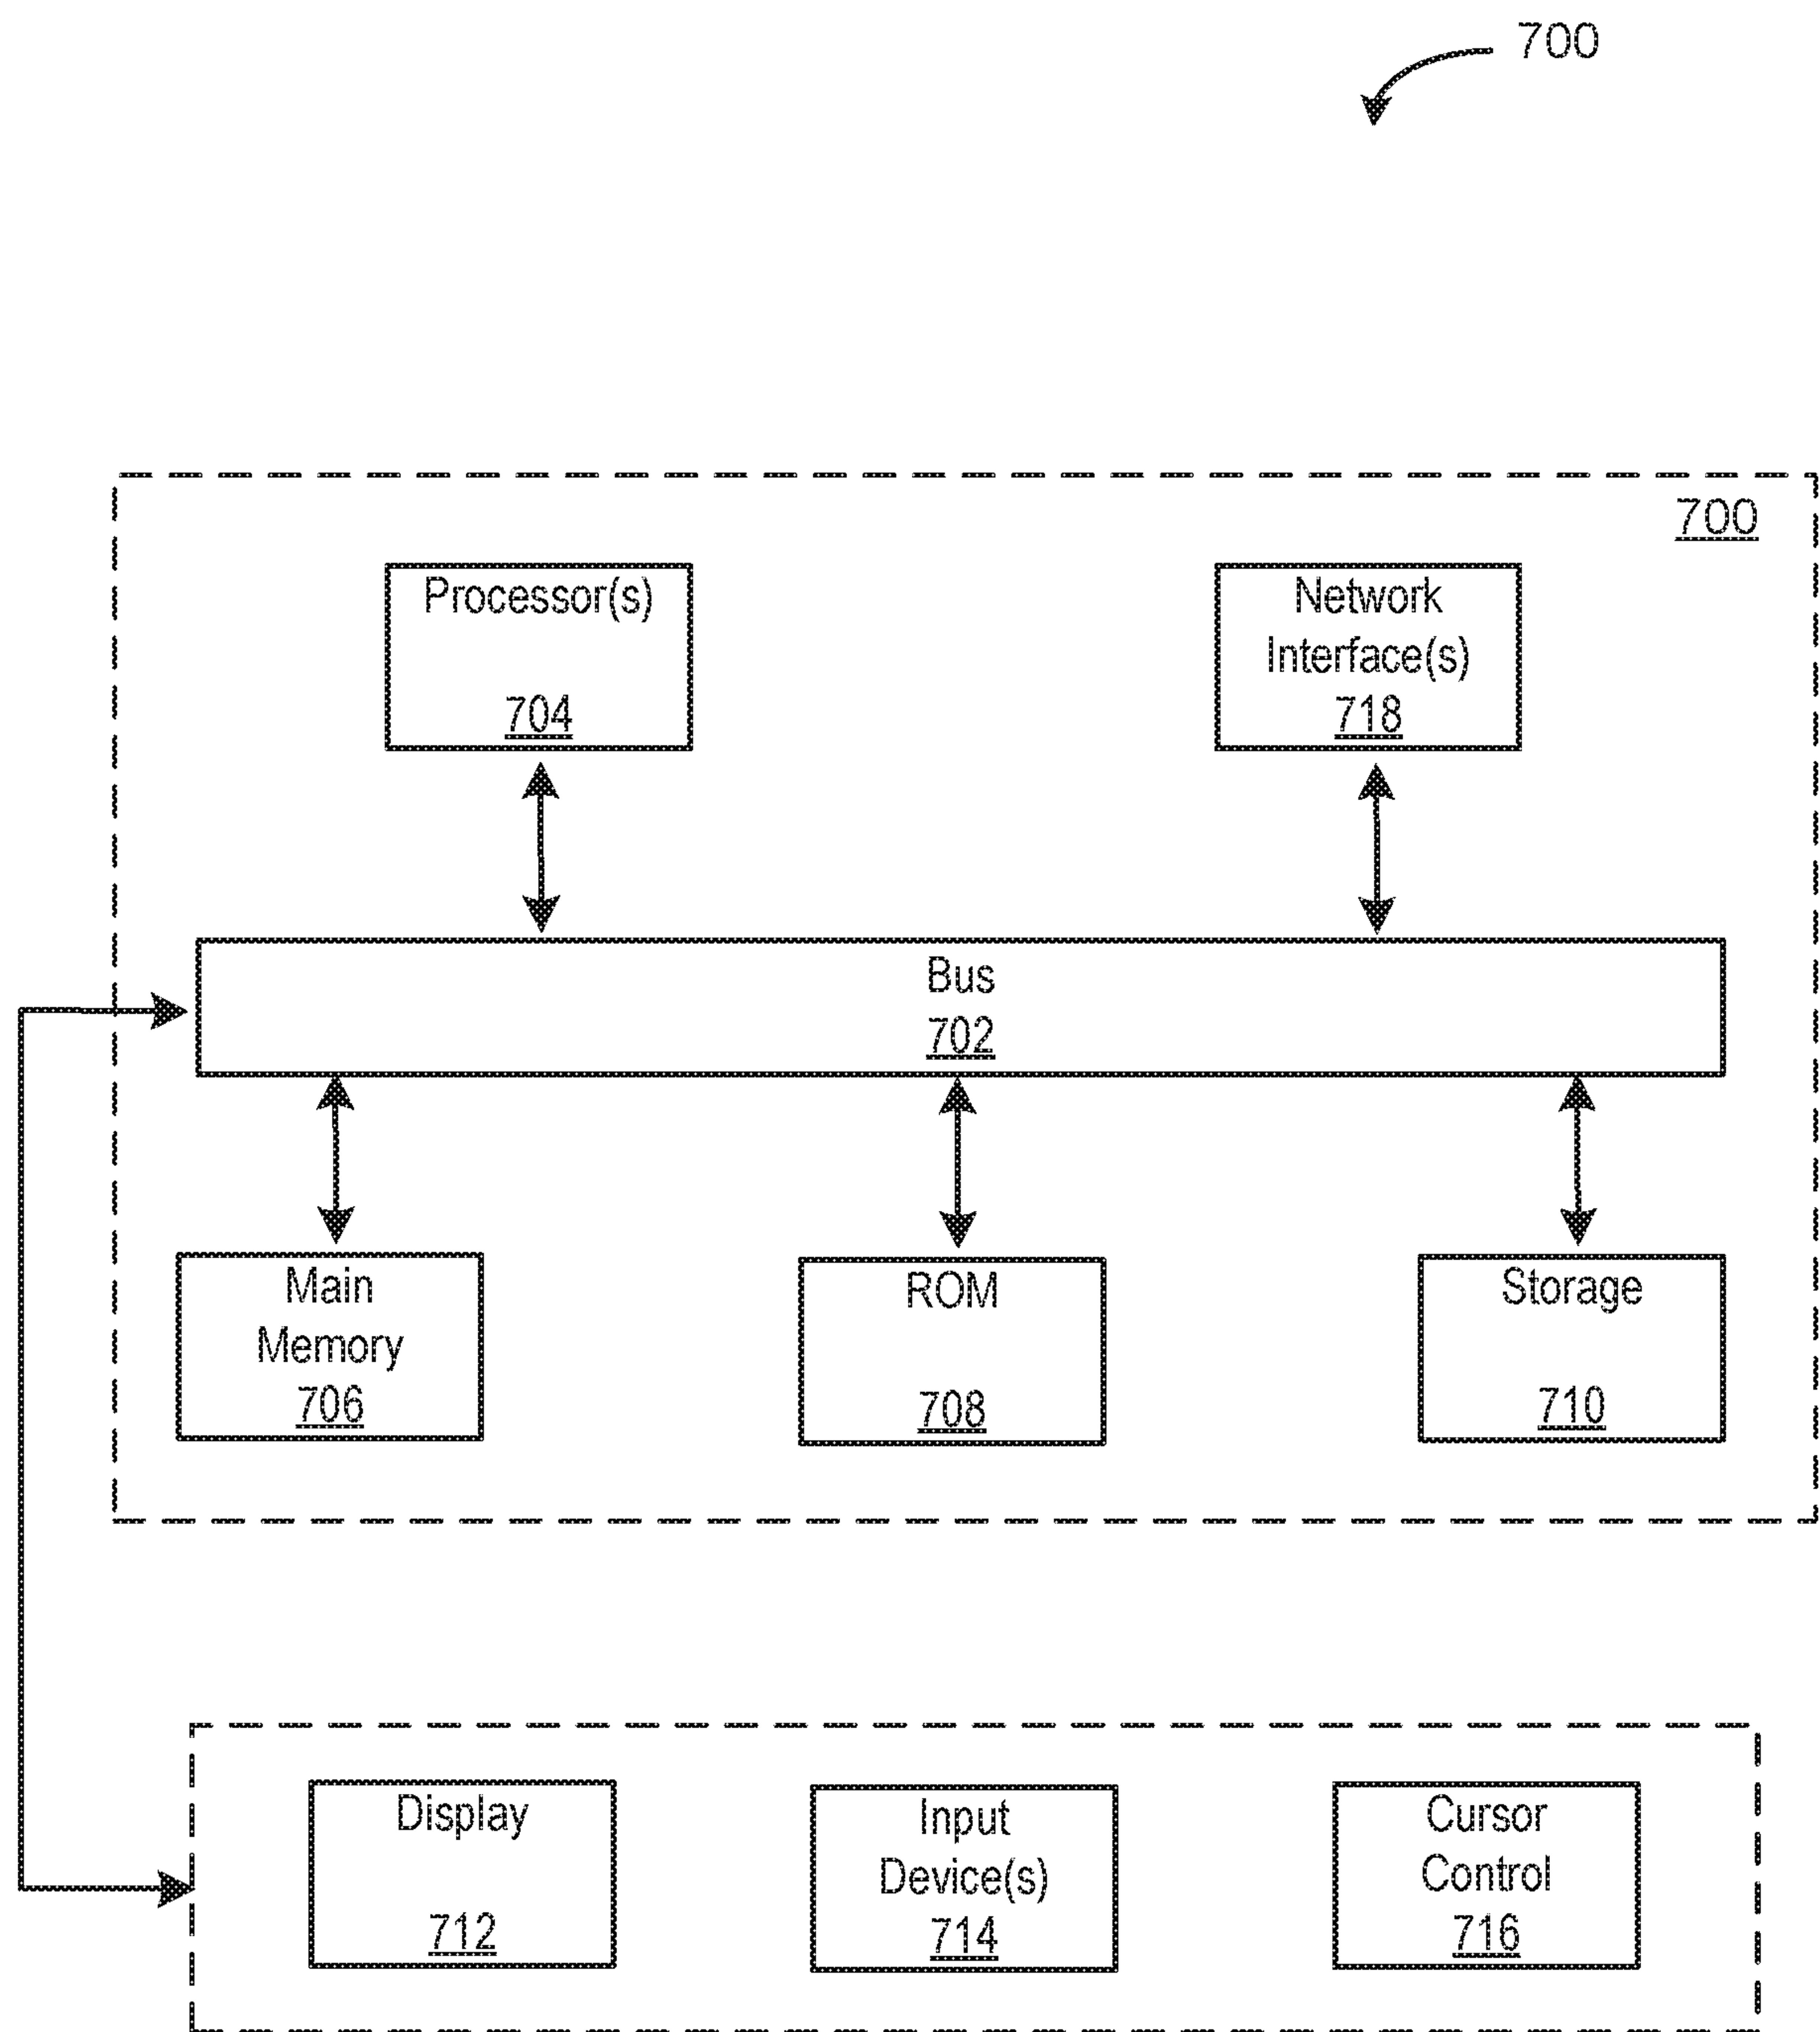 700
700
Processor(s)
704
Network
Interface(s)
718
Bus
702
Main
Memory
706
ROM
708
Storage
710
Display
712
Input
Device(s)
714
Cursor
Control
716